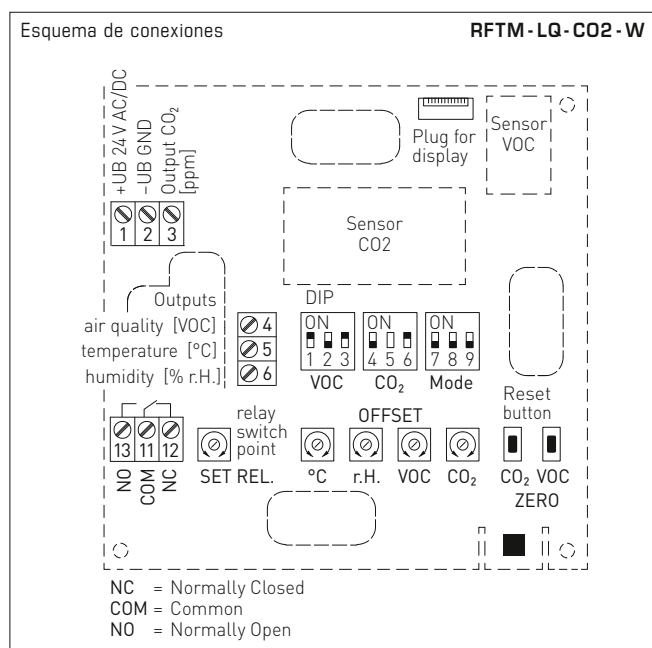 Esquema de conexiones
RFTM-LQ-CO2-W
+UB 24V AC/DC
–UB GND
Output CO₂
[ppm]
1 2 3
Plug for
display
Sensor
VOC
Sensor
CO2
Outputs
air quality [VOC]
temperature [°C]
humidity [% r.H.]
4
5
6
DIP
ON ON ON
1 2 3 4 5 6 7 8 9
VOC CO₂ Mode
relay
switch
point
OFFSET
Reset
button
13 11 12
NO COM NC
SET REL.
°C r.H. VOC CO₂
CO₂ VOC
ZERO
NC = Normally Closed
COM = Common
NO = Normally Open